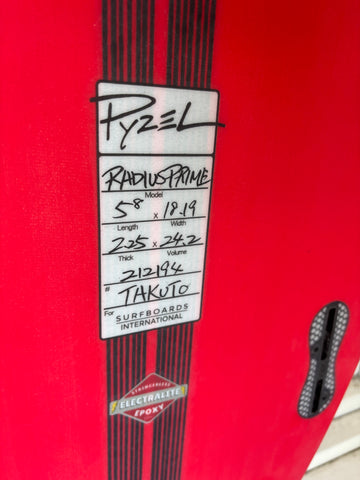 PYZEL
RADIUS PRIME
Model
5'8 x 18.19
Length Width
2.25 x 24.2
Thick Volume
212194
#
TAKUTO
For SURFBOARDS
INTERNATIONAL
STRINGERLESS
ELECTRALITE
EPOXY